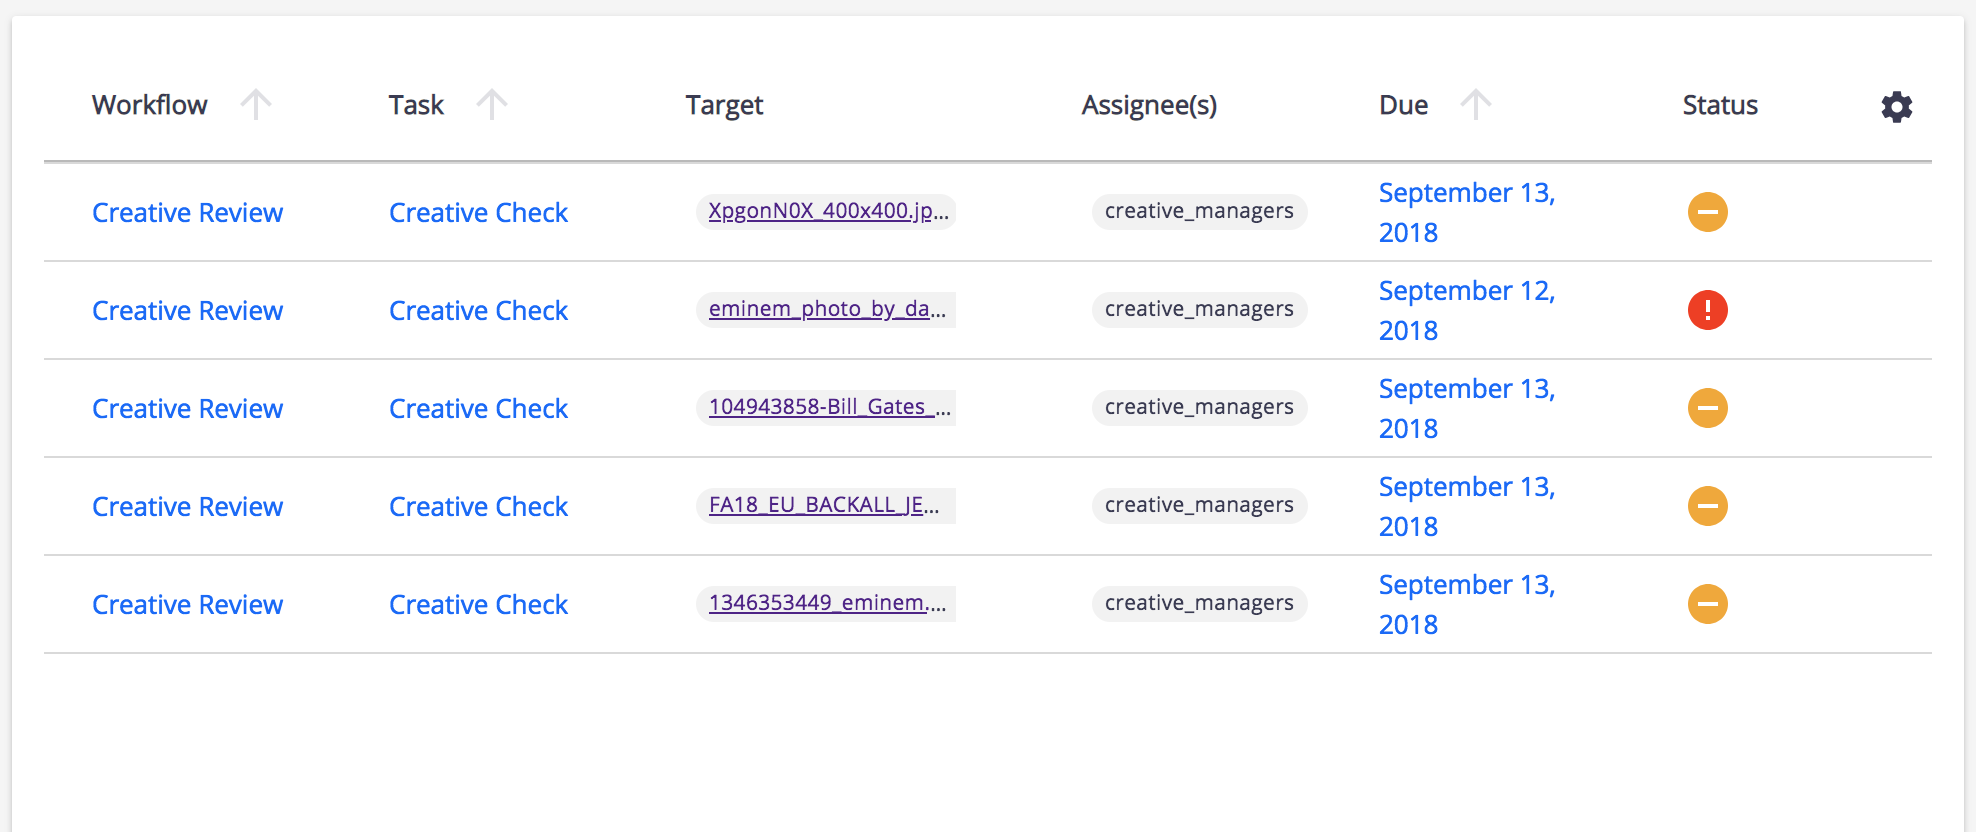 Workflow Task Target Assignee(s) Due Status
Creative Review Creative Check XpgonN0X_400x400.jp... creative_managers September 13,
2018
Creative Review Creative Check eminem_photo_by_da... creative_managers September 12,
2018
Creative Review Creative Check 104943858-Bill_Gates_... creative_managers September 13,
2018
Creative Review Creative Check FA18_EU_BACKALL_JE... creative_managers September 13,
2018
Creative Review Creative Check 1346353449_eminem.... creative_managers September 13,
2018